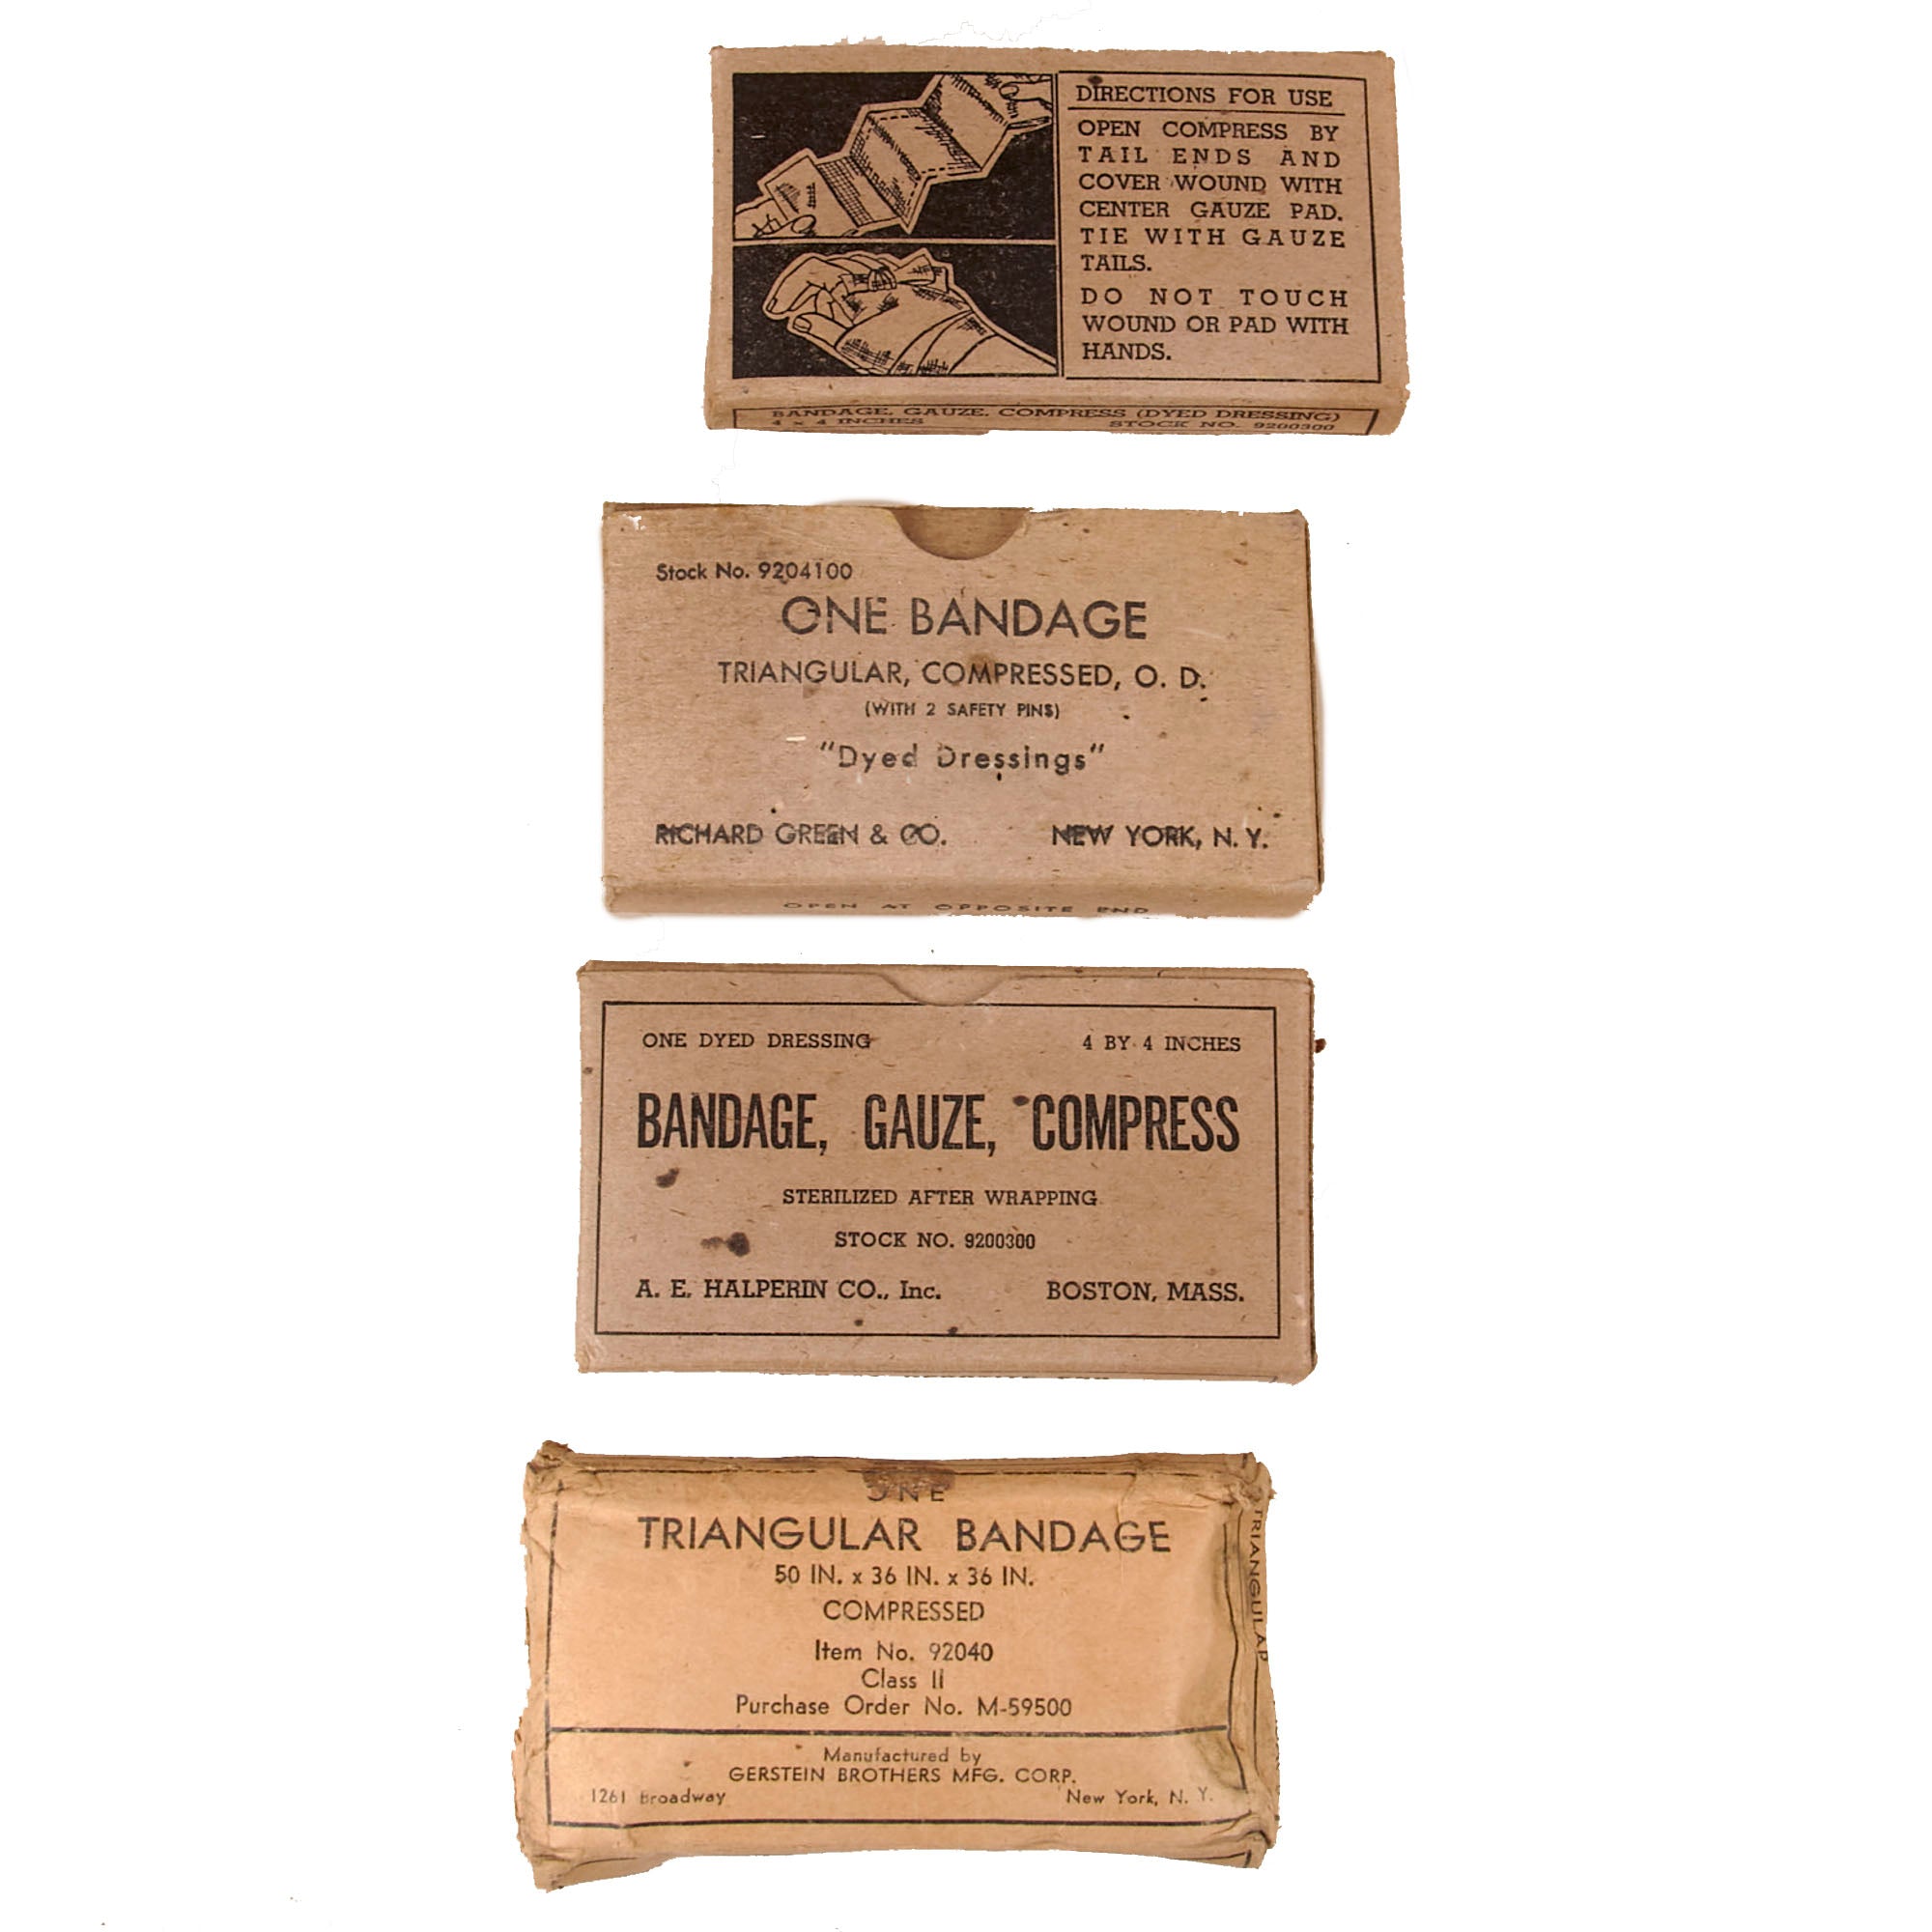 DIRECTIONS FOR USE
OPEN COMPRESS BY
TAIL ENDS AND
COVER WOUND WITH
CENTER GAUZE PAD.
TIE WITH GAUZE
TAILS.
DO NOT TOUCH
WOUND OR PAD WITH
HANDS.
BANDAGE, GAUZE, COMPRESS (DYED DRESSING)
4 x 4 INCHES STOCK NO. 9200300
Stock No. 9204100
ONE BANDAGE
TRIANGULAR, COMPRESSED, O. D.
(WITH 2 SAFETY PINS)
"Dyed Dressings"
RICHARD GREEN & CO. NEW YORK, N. Y.
OPEN AT OPPOSITE END
ONE DYED DRESSING 4 BY 4 INCHES
BANDAGE, GAUZE, COMPRESS
STERILIZED AFTER WRAPPING
STOCK NO. 9200300
A. E. HALPERIN CO., Inc. BOSTON, MASS.
ONE
TRIANGULAR BANDAGE
50 IN. x 36 IN. x 36 IN.
COMPRESSED
Item No. 92040
Class II
Purchase Order No. M-59500
Manufactured by
GERSTEIN BROTHERS MFG. CORP.
1261 Broadway New York, N. Y.
TRIANGULAR